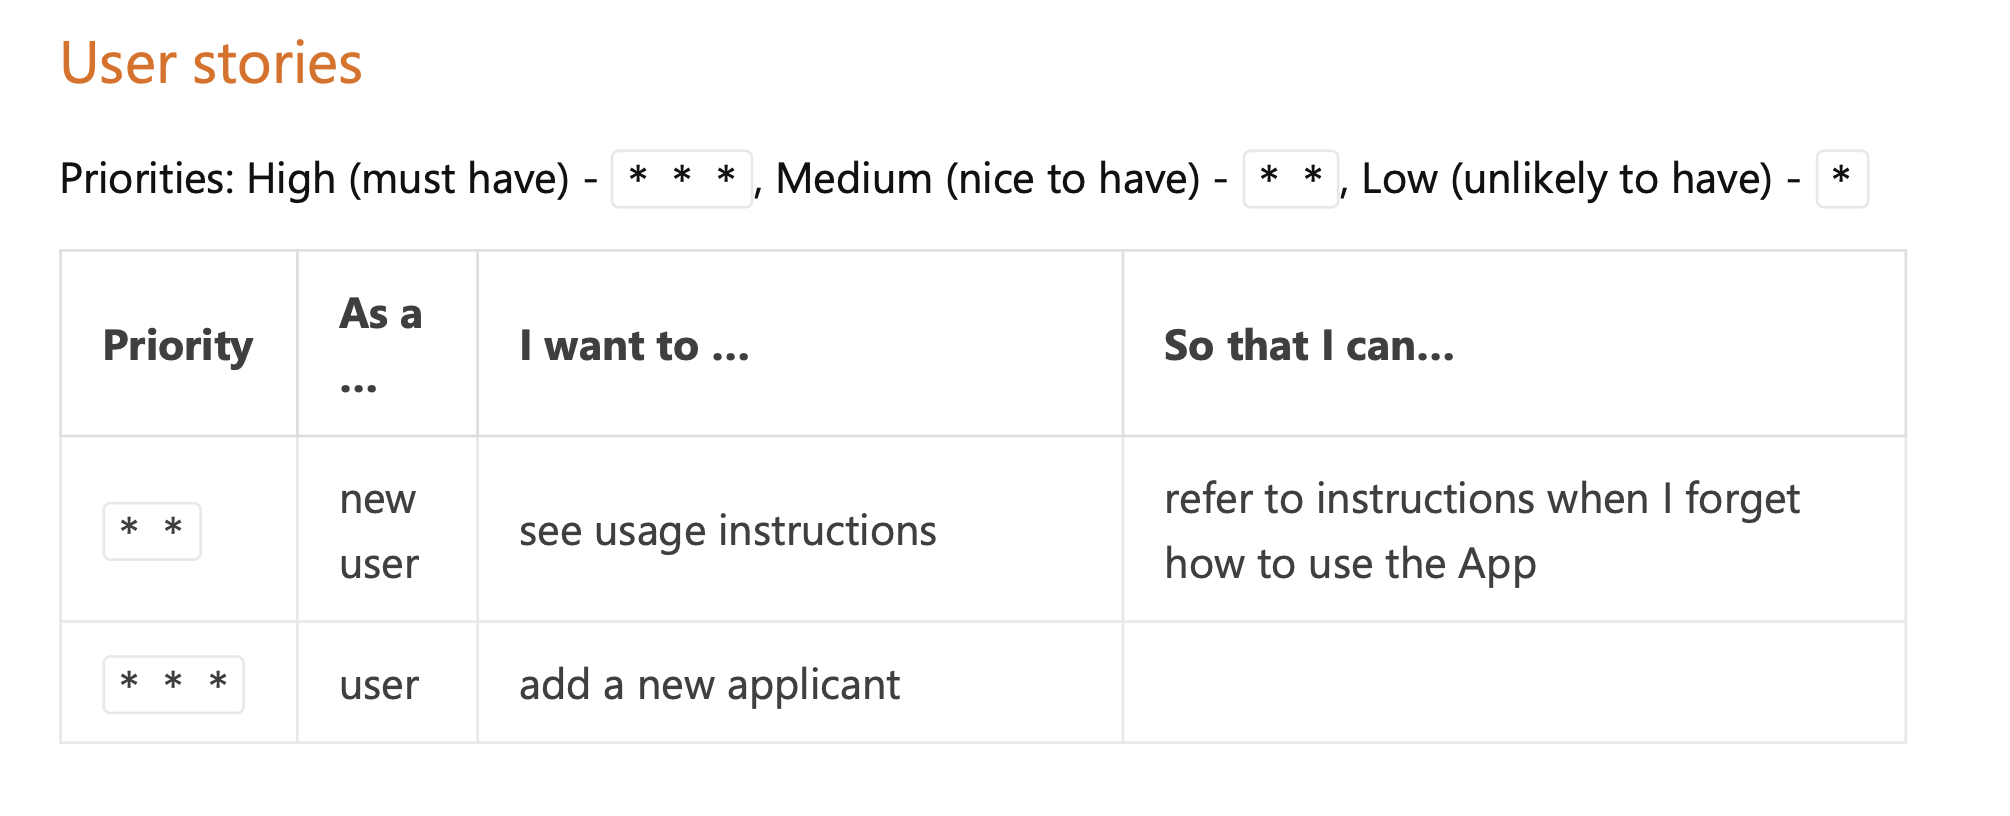 User stories
Priorities: High (must have) - * * *, Medium (nice to have) - * *, Low (unlikely to have) - *
Priority
As a
...
I want to ...
So that I can...
* *
new
user
see usage instructions
refer to instructions when I forget
how to use the App
* * *
user
add a new applicant